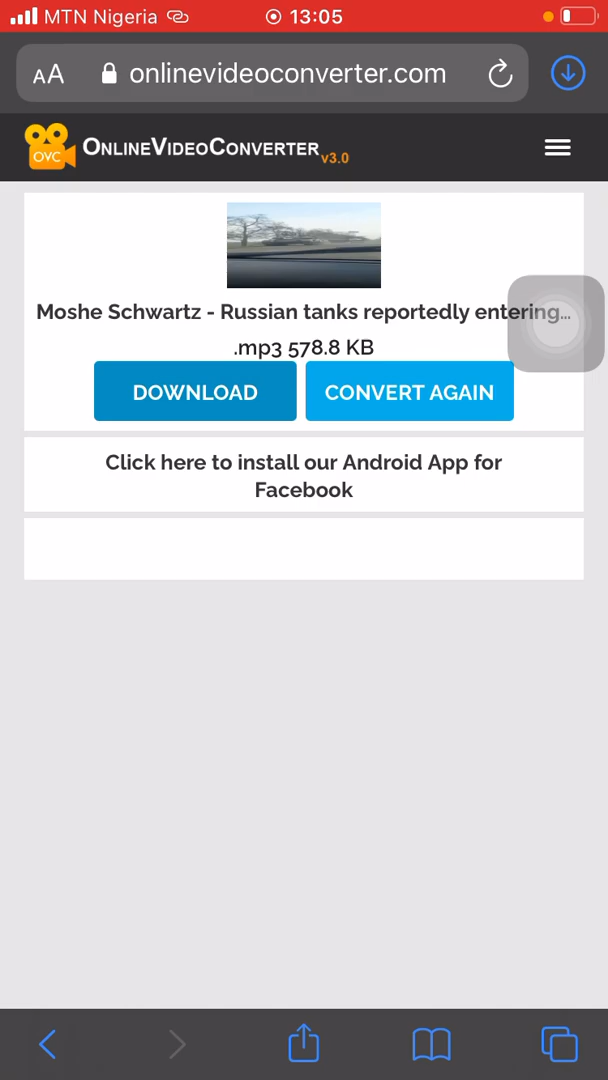 MTN Nigeria 13:05
AA onlinevideoconverter.com
OVC OnlineVideoConverter v3.0
Moshe Schwartz - Russian tanks reportedly entering...
.mp3 578.8 KB
DOWNLOAD CONVERT AGAIN
Click here to install our Android App for
Facebook